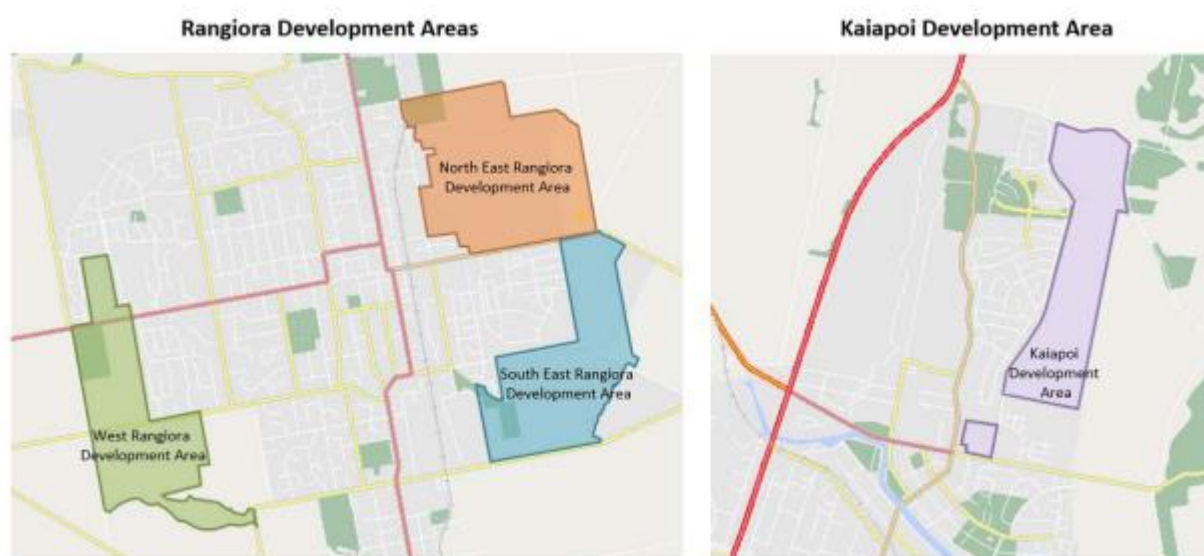 Rangiora Development Areas
Kaiapoi Development Area
North East Rangiora
Development Area
South East Rangiora
Development Area
West Rangiora
Development Area
Kaiapoi
Development
Area